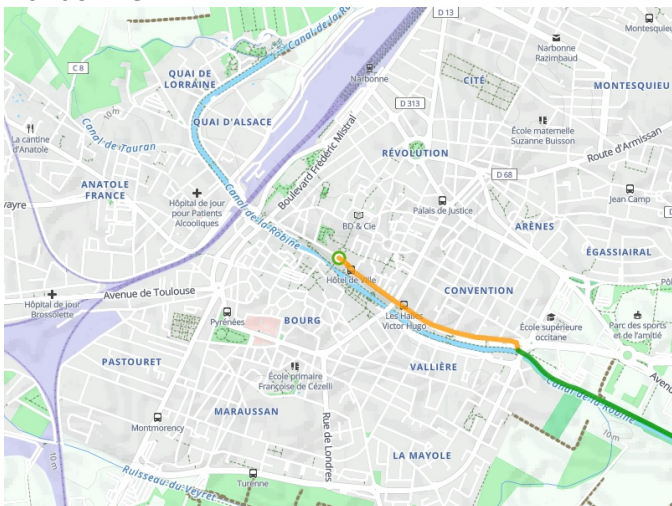 D 13
Montesquieu
Canal de la Ro
C 8
QUAI DE
LORRAINE
Narbonne
Razimbaud
Narbonne
CITÉ
MONTESQUIEU
10 m
D 313
QUAI D'ALSACE
La cantine
d'Anatole
Canal de Tauran
Boulevard Frédéric Mistral
École maternelle
Suzanne Buisson
Route d'Armissan
RÉVOLUTION
D 68
ANATOLE
FRANCE
vayre
Hôpital de jour
pour Patients
Alcooliques
Canal de la Robine
Palais de Justice
Jean Camp
BD & Cie
ARÈNES
ÉGASSIAIRAL
Hôtel de Ville
Pôl
Hôpital de jour
Brossolette
Avenue de Toulouse
CONVENTION
Pyrénées
BOURG
Les Halles
Victor Hugo
École supérieure
occitane
Parc des sports
et de l'amitié
PASTOURET
École primaire
Françoise de Cézelli
VALLIÈRE
Avenu
Canal de la Robine
MARAUSSAN
Rue de Londres
Montmorency
10 m
10 m
LA MAYOLE
Ruisseau du Veyret
Turenne